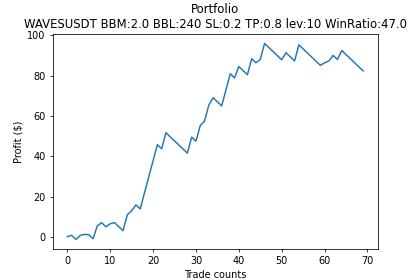 Portfolio
WAVESUSDT BBM:2.0 BBL:240 SL:0.2 TP:0.8 lev:10 WinRatio:47.0
100
80
60
40
20
0
Profit ($)
0 10 20 30 40 50 60 70
Trade counts